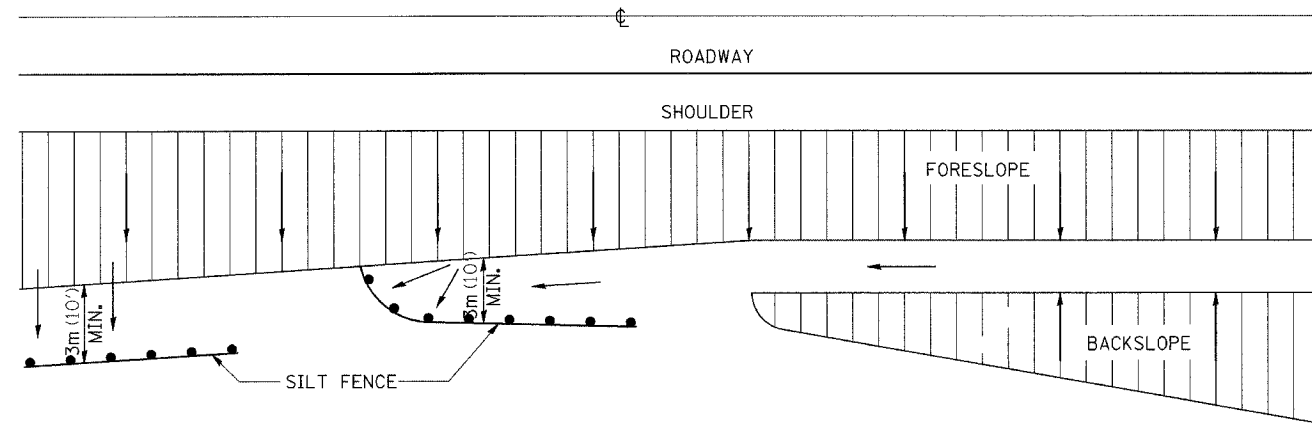 ℄
ROADWAY
SHOULDER
FORESLOPE
3m (10')
MIN.
3m (10')
MIN.
BACKSLOPE
SILT FENCE